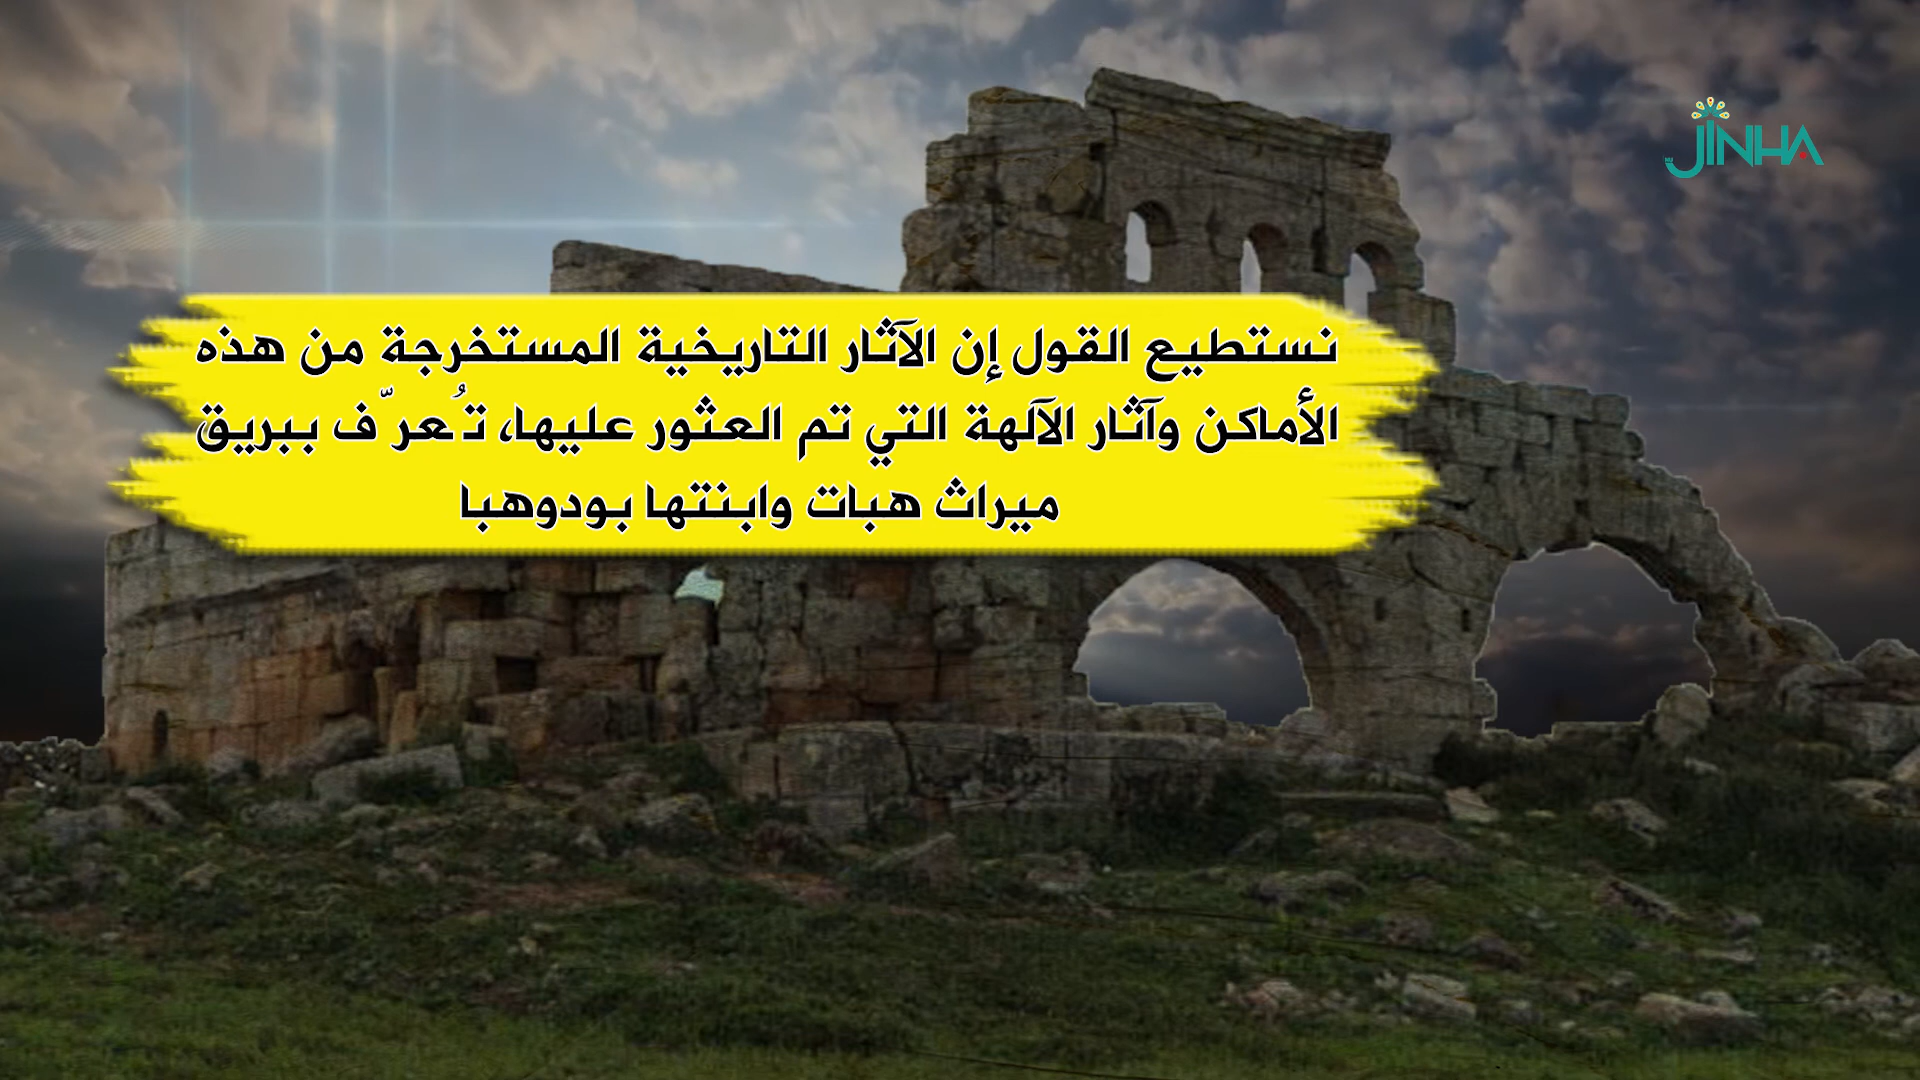 JINHA
نستطيع القول إن الآثار التاريخية المستخرجة من هذه
الأماكن وآثار الآلهة التي تم العثور عليها، تُعرّف ببريق
ميراث هبات وابنتها بودوهبا